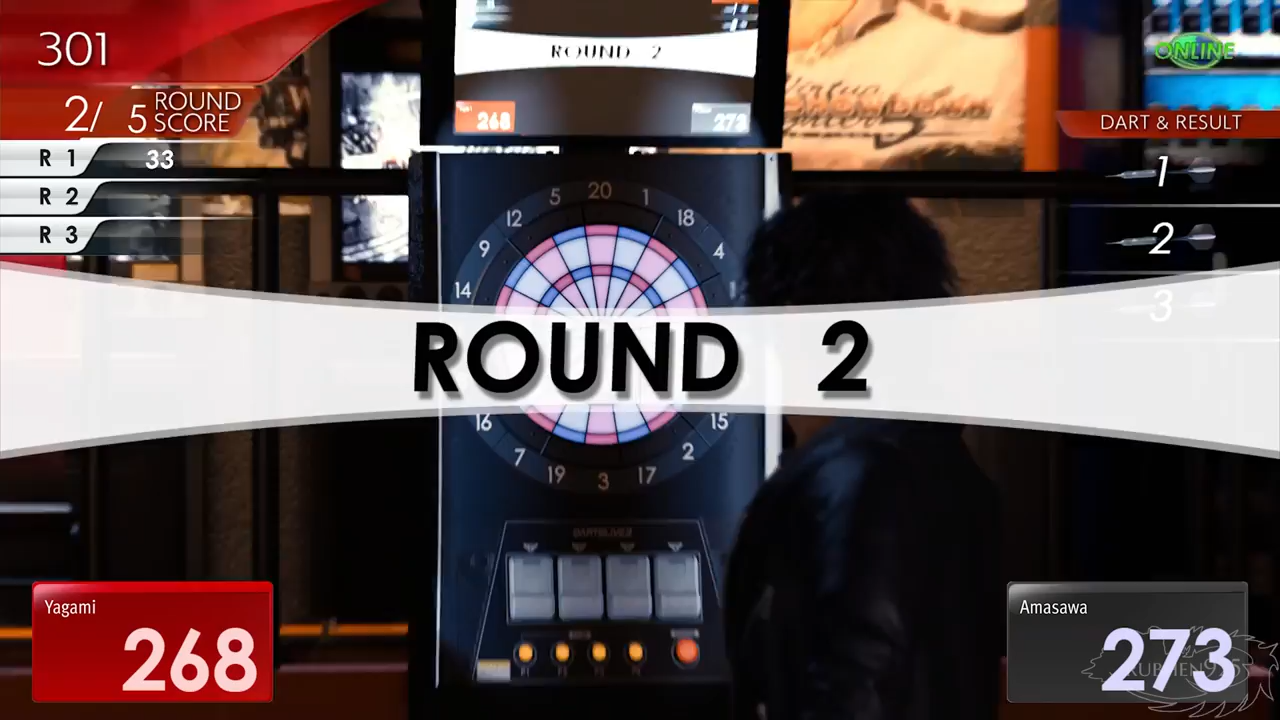 301
2/ 5 ROUND SCORE
R 1 33
R 2
R 3
ROUND 2
268
273
ONLINE
DART & RESULT
1
2
3
5 20 1
12 18
9 4
14
ROUND 2
16 15
7 2
19 3 17
DARTSLIVE2
Yagami
268
Amasawa
273